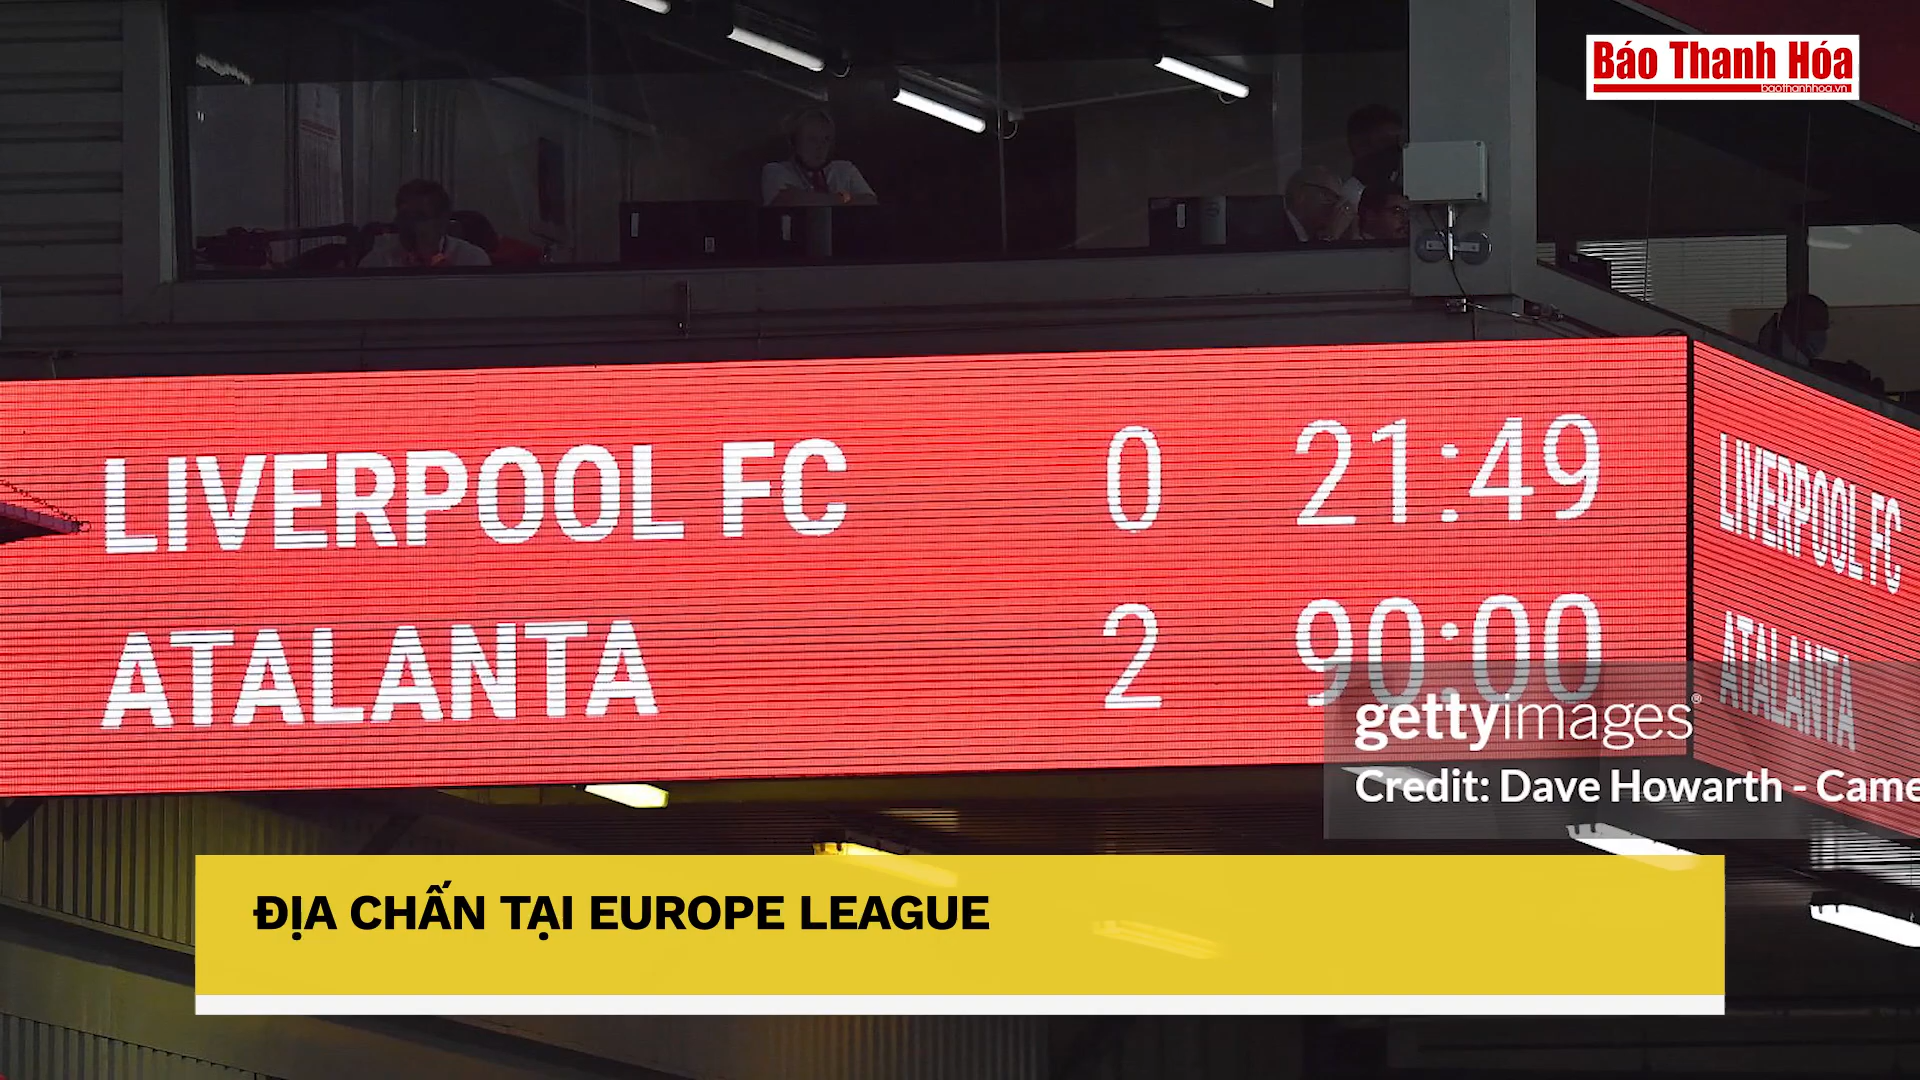 Báo Thanh Hóa
baothanhhoa.vn
LIVERPOOL FC 0 21:49
ATALANTA 2 90:00
LIVERPOOL FC
ATALANTA
gettyimages®
Credit: Dave Howarth - Came
ĐỊA CHẤN TẠI EUROPE LEAGUE